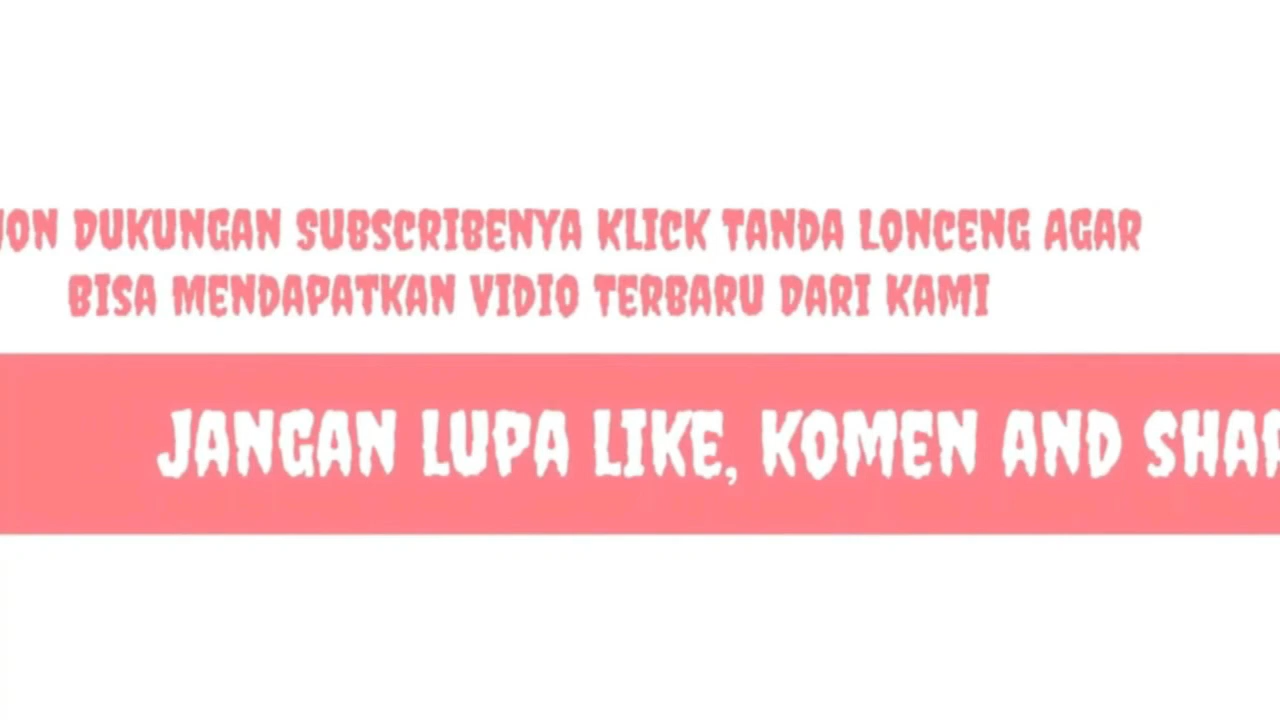 DUKUNGAN SUBSCRIBENYA KLICK TANDA LONCENG AGAR
BISA MENDAPATKAN VIDIO TERBARU DARI KAMI
JANGAN LUPA LIKE, KOMEN AND